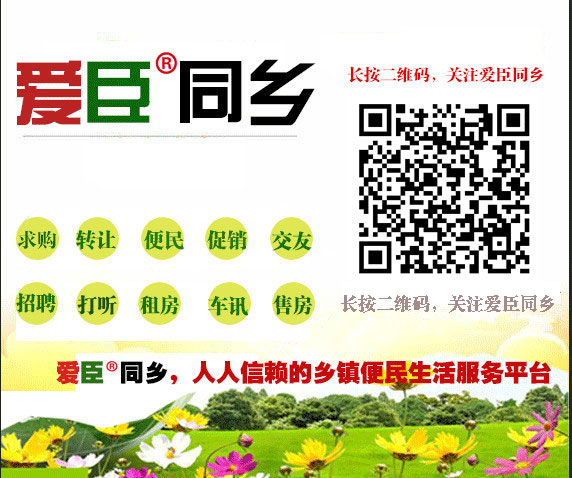 爱臣®同乡
长按二维码，关注爱臣同乡
求购 转让 便民 促销 交友
招聘 打听 租房 车讯 售房
长按二维码，关注爱臣同乡
爱臣®同乡，人人信赖的乡镇便民生活服务平台